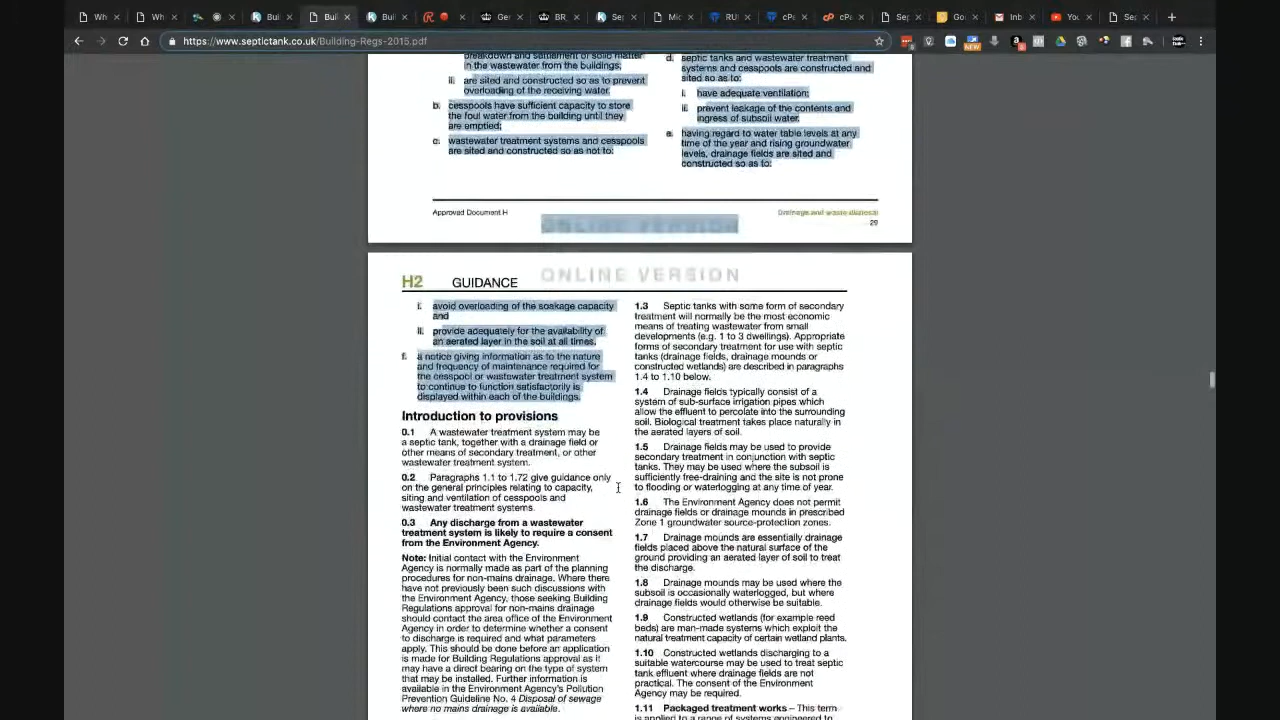 Wh
Wh
Bui
Bui
Bui
R
Ger
BR
Sep
Mic
RUI
cPa
cPa
Sep
Go
Inb
You
Sep
https://www.septictank.uk/Building-Regs-2015.pdf
NEW
breakdown and settlement of solid matter
in the wastewater from the buildings;
ii. are sited and constructed so as to prevent
overloading of the receiving water.
b. cesspools have sufficient capacity to store
the foul water from the building until they
are emptied;
c. wastewater treatment systems and cesspools
are sited and constructed so as not to:
d. septic tanks and wastewater treatment
systems and cesspools are constructed and
sited so as to:
i. have adequate ventilation;
ii. prevent leakage of the contents and
ingress of subsoil water.
e. having regard to water table levels at any
time of the year and rising groundwater
levels, drainage fields are sited and
constructed so as to:
Approved Document H
ONLINE VERSION
Drainage and waste disposal
29
H2 GUIDANCE
ONLINE VERSION
i. avoid overloading of the soakage capacity
and
ii. provide adequately for the availability of
an aerated layer in the soil at all times.
f. a notice giving information as to the nature
and frequency of maintenance required for
the cesspool or wastewater treatment system
to continue to function satisfactorily is
displayed within each of the buildings.
Introduction to provisions
0.1 A wastewater treatment system may be
a septic tank, together with a drainage field or
other means of secondary treatment, or other
wastewater treatment system.
0.2 Paragraphs 1.1 to 1.72 give guidance only
on the general principles relating to capacity,
siting and ventilation of cesspools and
wastewater treatment systems.
0.3 Any discharge from a wastewater
treatment system is likely to require a consent
from the Environment Agency.
Note: Initial contact with the Environment
Agency is normally made as part of the planning
procedures for non-mains drainage. Where there
have not previously been such discussions with
the Environment Agency, those seeking Building
Regulations approval for non-mains drainage
should contact the area office of the Environment
Agency in order to determine whether a consent
to discharge is required and what parameters
apply. This should be done before an application
is made for Building Regulations approval as it
may have a direct bearing on the type of system
that may be installed. Further information is
available in the Environment Agency's Pollution
Prevention Guideline No. 4 Disposal of sewage
where no mains drainage is available.
1.3 Septic tanks with some form of secondary
treatment will normally be the most economic
means of treating wastewater from small
developments (e.g. 1 to 3 dwellings). Appropriate
forms of secondary treatment for use with septic
tanks (drainage fields, drainage mounds or
constructed wetlands) are described in paragraphs
1.4 to 1.10 below.
1.4 Drainage fields typically consist of a
system of sub-surface irrigation pipes which
allow the effluent to percolate into the surrounding
soil. Biological treatment takes place naturally in
the aerated layers of soil.
1.5 Drainage fields may be used to provide
secondary treatment in conjunction with septic
tanks. They may be used where the subsoil is
sufficiently free-draining and the site is not prone
to flooding or waterlogging at any time of year.
1.6 The Environment Agency does not permit
drainage fields or drainage mounds in prescribed
Zone 1 groundwater source-protection zones.
1.7 Drainage mounds are essentially drainage
fields placed above the natural surface of the
ground providing an aerated layer of soil to treat
the discharge.
1.8 Drainage mounds may be used where the
subsoil is occasionally waterlogged, but where
drainage fields would otherwise be suitable.
1.9 Constructed wetlands (for example reed
beds) are man-made systems which exploit the
natural treatment capacity of certain wetland plants.
1.10 Constructed wetlands discharging to a
suitable watercourse may be used to treat septic
tank effluent where drainage fields are not
practical. The consent of the Environment
Agency may be required.
1.11 Packaged treatment works – This term
is applied to a range of systems engineered to